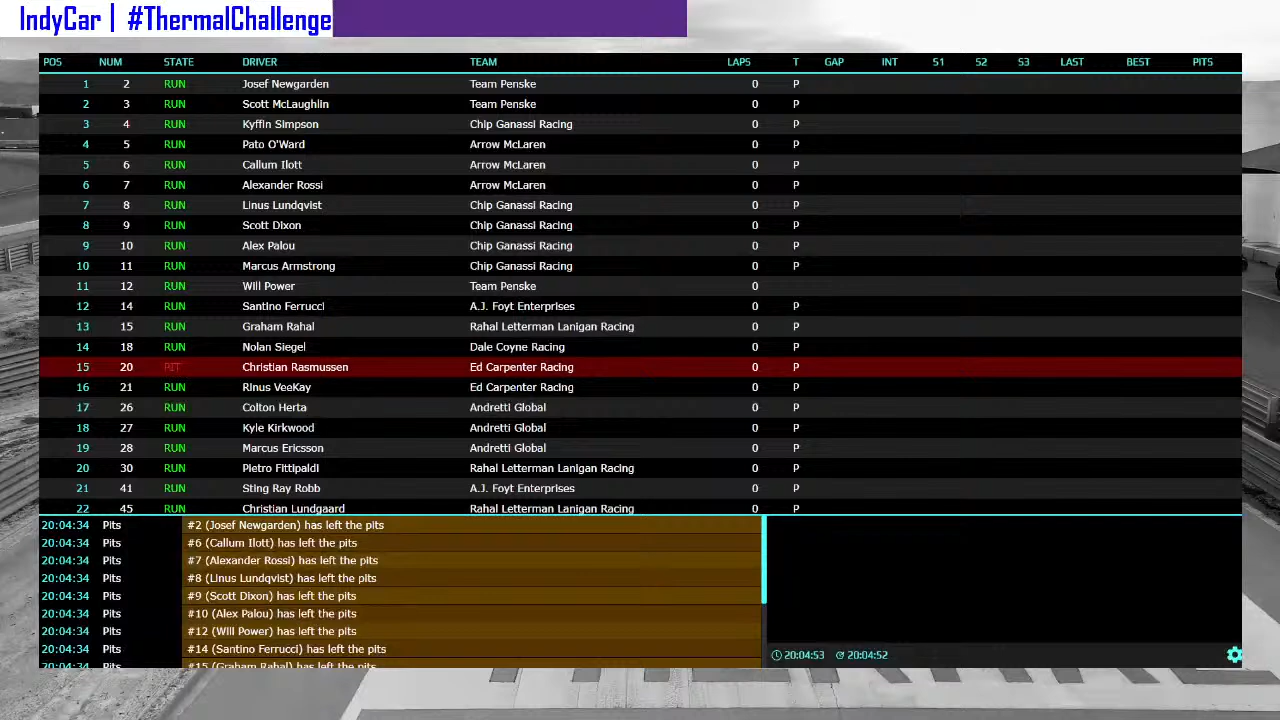 IndyCar | #ThermalChallenge
POS NUM STATE DRIVER TEAM LAPS T GAP INT S1 S2 S3 LAST BEST PITS
1 2 RUN Josef Newgarden Team Penske 0 P
2 3 RUN Scott McLaughlin Team Penske 0 P
3 4 RUN Kyffin Simpson Chip Ganassi Racing 0 P
4 5 RUN Pato O'Ward Arrow McLaren 0 P
5 6 RUN Callum Ilott Arrow McLaren 0 P
6 7 RUN Alexander Rossi Arrow McLaren 0 P
7 8 RUN Linus Lundqvist Chip Ganassi Racing 0 P
8 9 RUN Scott Dixon Chip Ganassi Racing 0 P
9 10 RUN Alex Palou Chip Ganassi Racing 0 P
10 11 RUN Marcus Armstrong Chip Ganassi Racing 0 P
11 12 RUN Will Power Team Penske 0
12 14 RUN Santino Ferrucci A.J. Foyt Enterprises 0 P
13 15 RUN Graham Rahal Rahal Letterman Lanigan Racing 0 P
14 18 RUN Nolan Siegel Dale Coyne Racing 0 P
15 20 PIT Christian Rasmussen Ed Carpenter Racing 0 P
16 21 RUN Rinus VeeKay Ed Carpenter Racing 0 P
17 26 RUN Colton Herta Andretti Global 0 P
18 27 RUN Kyle Kirkwood Andretti Global 0 P
19 28 RUN Marcus Ericsson Andretti Global 0 P
20 30 RUN Pietro Fittipaldi Rahal Letterman Lanigan Racing 0 P
21 41 RUN Sting Ray Robb A.J. Foyt Enterprises 0 P
22 45 RUN Christian Lundgaard Rahal Letterman Lanigan Racing 0 P
20:04:34 Pits #2 (Josef Newgarden) has left the pits
20:04:34 Pits #6 (Callum Ilott) has left the pits
20:04:34 Pits #7 (Alexander Rossi) has left the pits
20:04:34 Pits #8 (Linus Lundqvist) has left the pits
20:04:34 Pits #9 (Scott Dixon) has left the pits
20:04:34 Pits #10 (Alex Palou) has left the pits
20:04:34 Pits #12 (Will Power) has left the pits
20:04:34 Pits #14 (Santino Ferrucci) has left the pits
20:04:34 Pits #15 (Graham Rahal) has left the pits
20:04:53 20:04:52